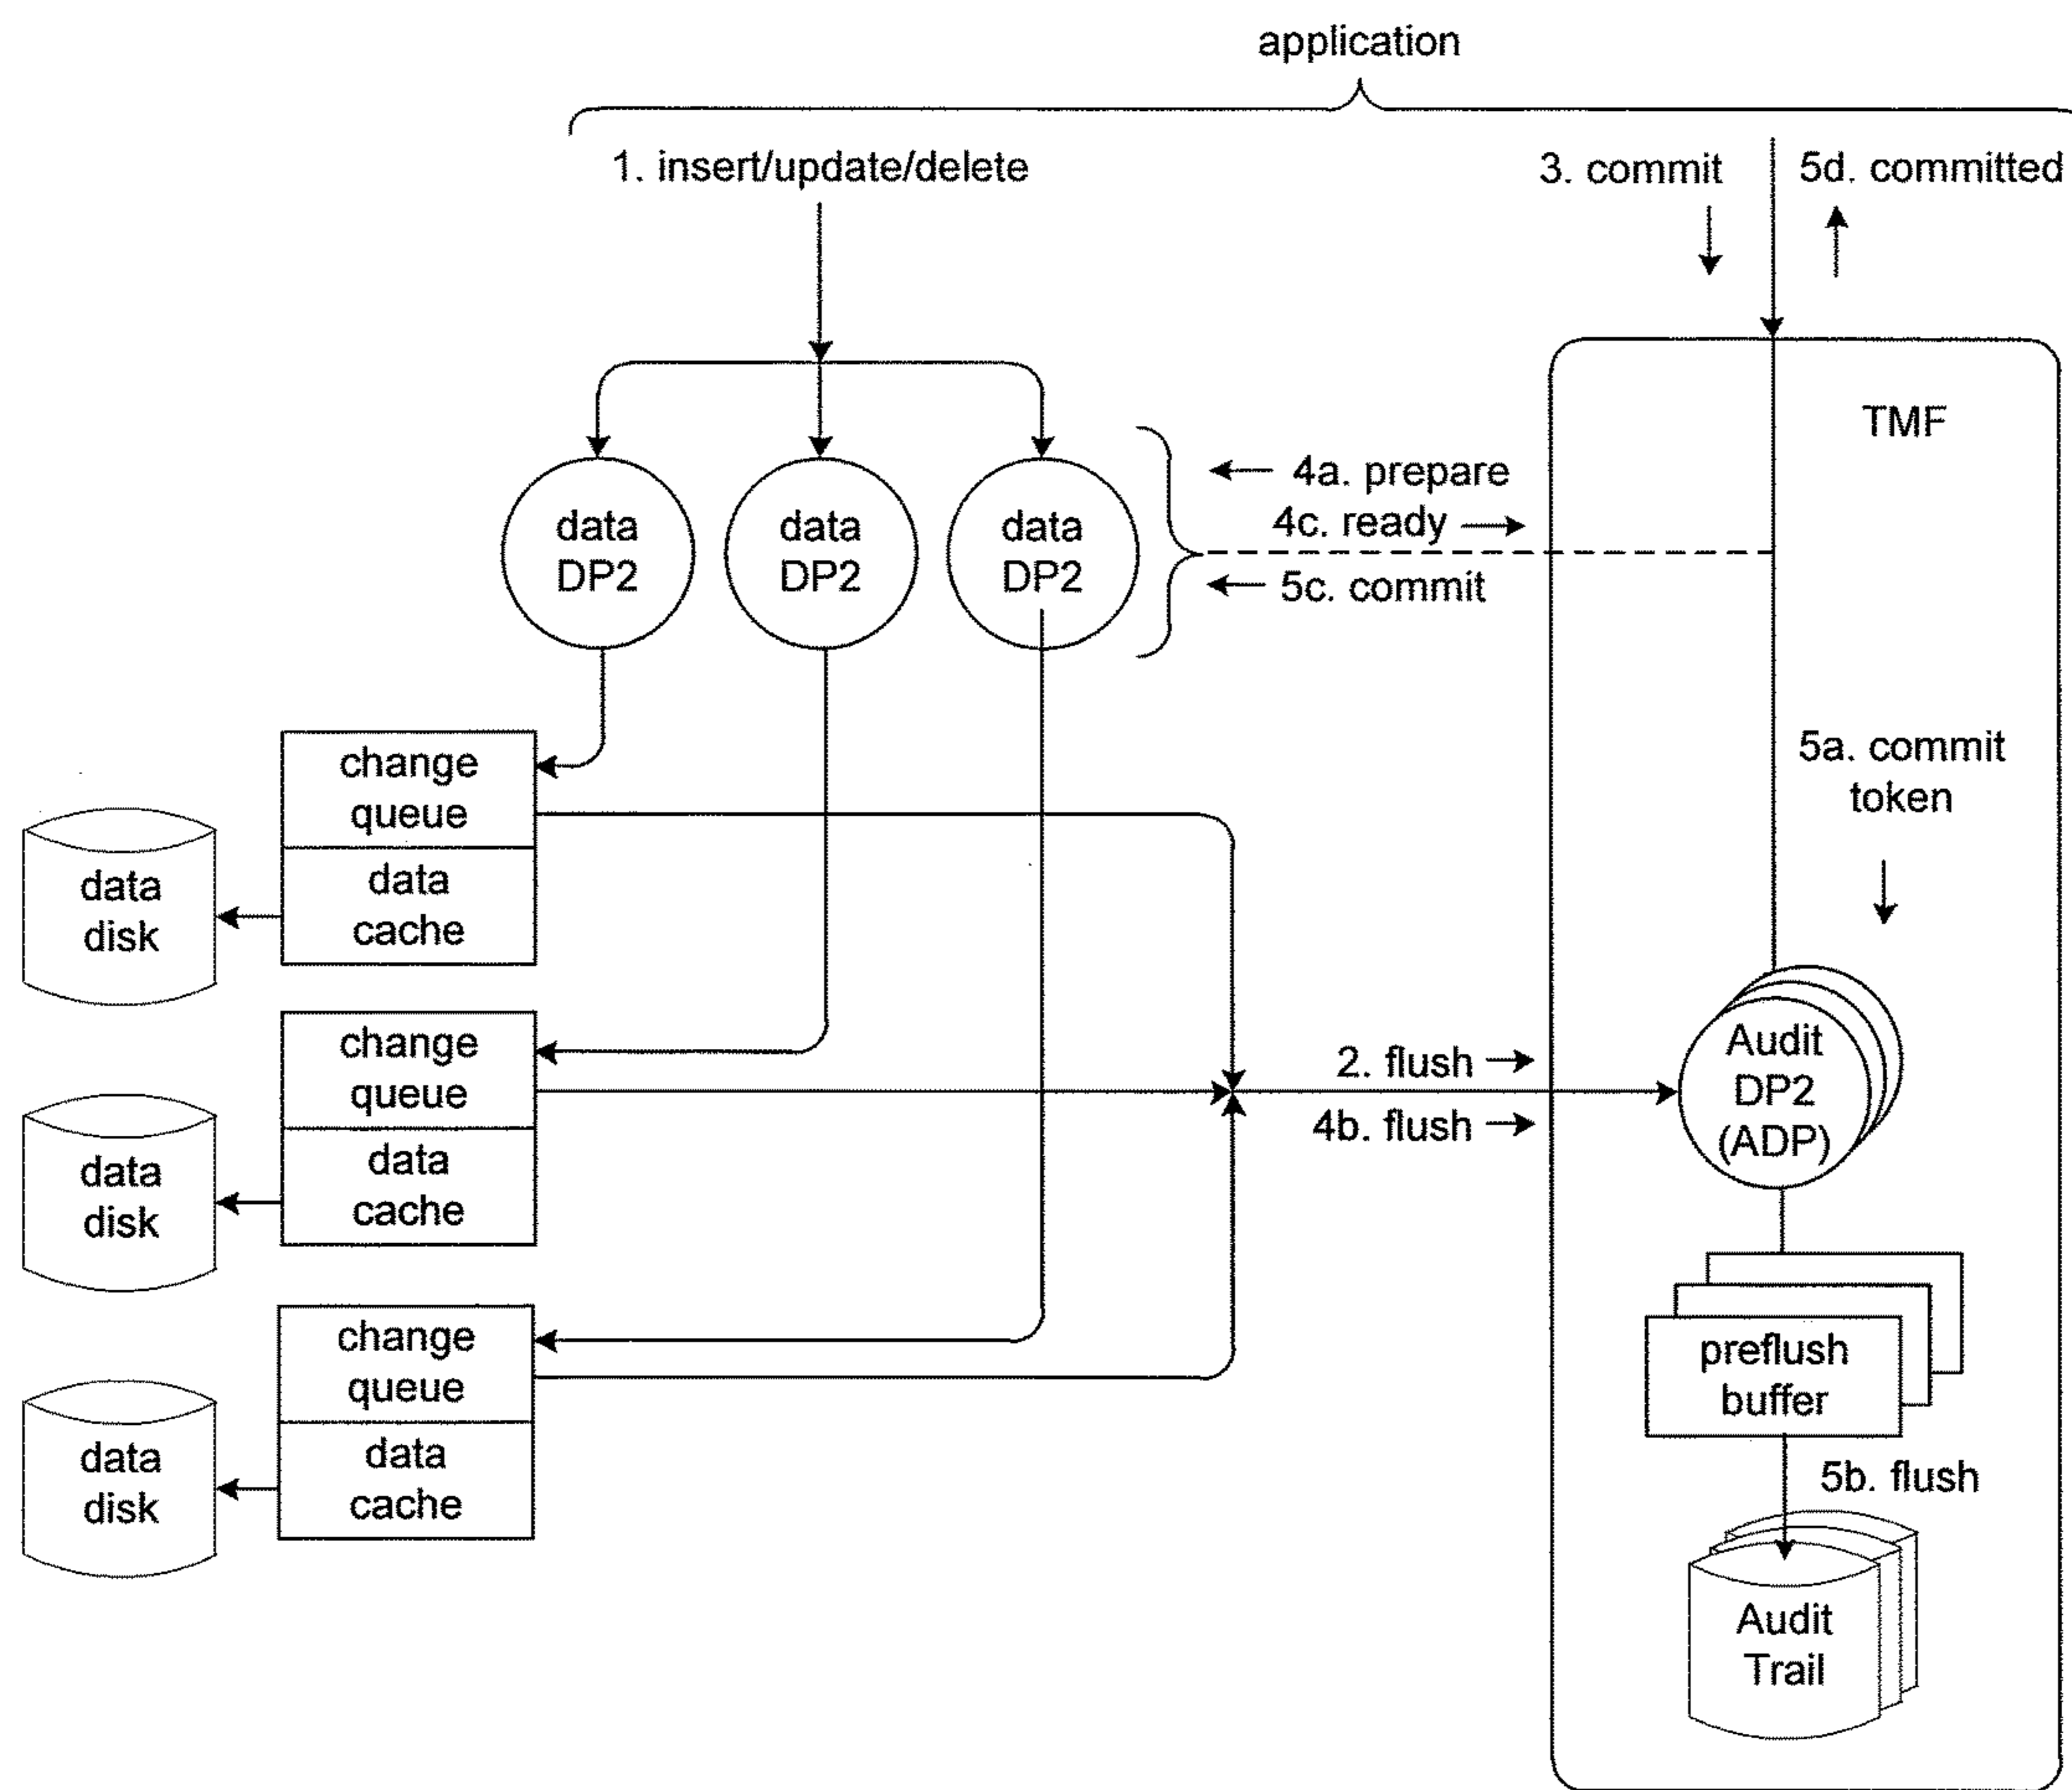 application
1. insert/update/delete
3. commit
5d. committed
TMF
4a. prepare
4c. ready
5c. commit
data
DP2
data
DP2
data
DP2
5a. commit
token
change
queue
data
cache
data
disk
change
queue
data
cache
data
disk
change
queue
data
cache
data
disk
2. flush
4b. flush
Audit
DP2
(ADP)
preflush
buffer
5b. flush
Audit
Trail